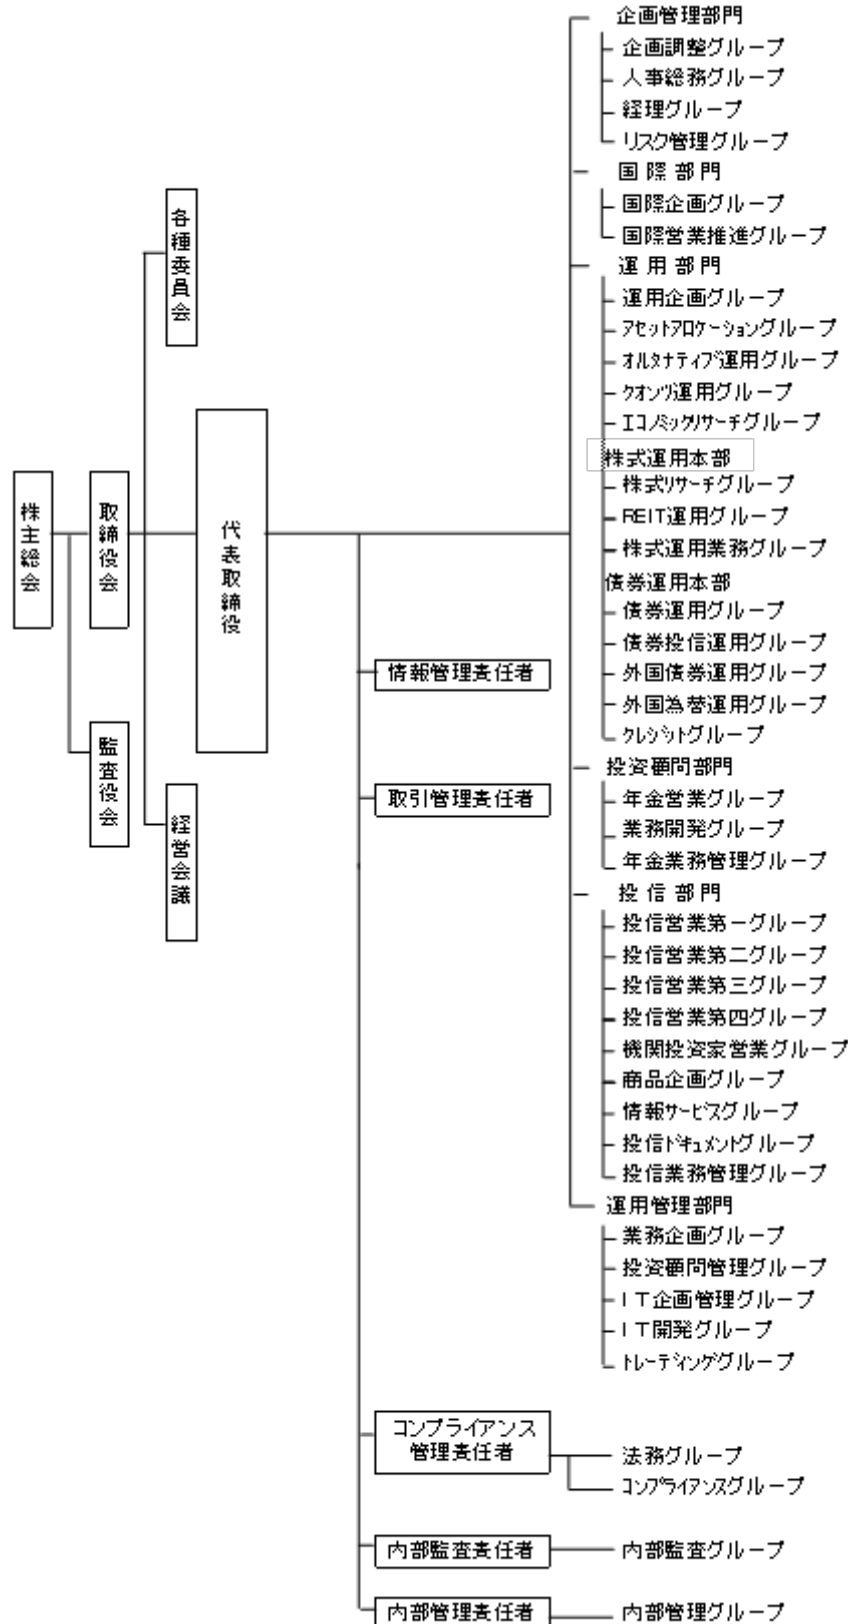 株主総会
取締役会
監査役会
各種委員会
経営会議
代表取締役
情報管理責任者
取引管理責任者
コンプライアンス
管理責任者
内部監査責任者
内部管理責任者
企画管理部門
企画調整グループ
人事総務グループ
経理グループ
リスク管理グループ
国際部門
国際企画グループ
国際営業推進グループ
運用部門
運用企画グループ
アセットアロケーショングループ
オルタナティブ運用グループ
クオンツ運用グループ
エコノミックリサーチグループ
株式運用本部
株式リサーチグループ
REIT運用グループ
株式運用業務グループ
債券運用本部
債券運用グループ
債券投信運用グループ
外国債券運用グループ
外国為替運用グループ
クレジットグループ
投資顧問部門
年金営業グループ
業務開発グループ
年金業務管理グループ
投信部門
投信営業第一グループ
投信営業第二グループ
投信営業第三グループ
投信営業第四グループ
機関投資家営業グループ
商品企画グループ
情報サービスグループ
投信ドキュメントグループ
投信業務管理グループ
運用管理部門
業務企画グループ
投資顧問管理グループ
IT企画管理グループ
IT開発グループ
トレーディンググループ
法務グループ
コンプライアンスグループ
内部監査グループ
内部管理グループ